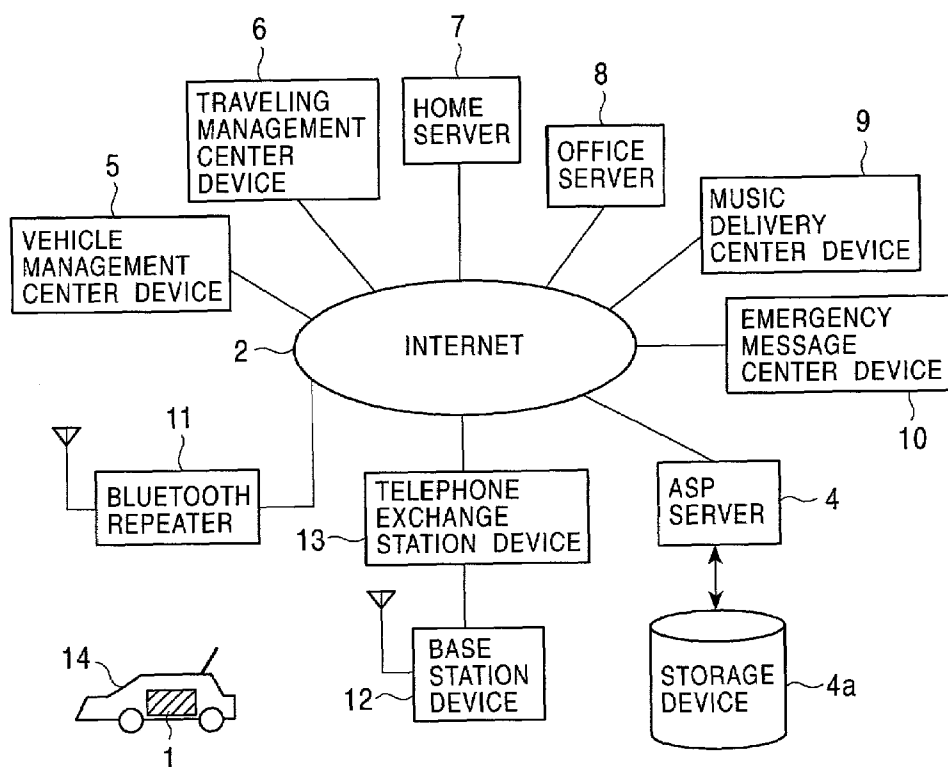 6
TRAVELING
MANAGEMENT
CENTER
DEVICE
7
HOME
SERVER
8
OFFICE
SERVER
9
MUSIC
DELIVERY
CENTER DEVICE
5
VEHICLE
MANAGEMENT
CENTER DEVICE
2
INTERNET
EMERGENCY
MESSAGE
CENTER DEVICE
10
11
BLUETOOTH
REPEATER
13
TELEPHONE
EXCHANGE
STATION DEVICE
ASP
SERVER
4
12
BASE
STATION
DEVICE
STORAGE
DEVICE
4a
14
1